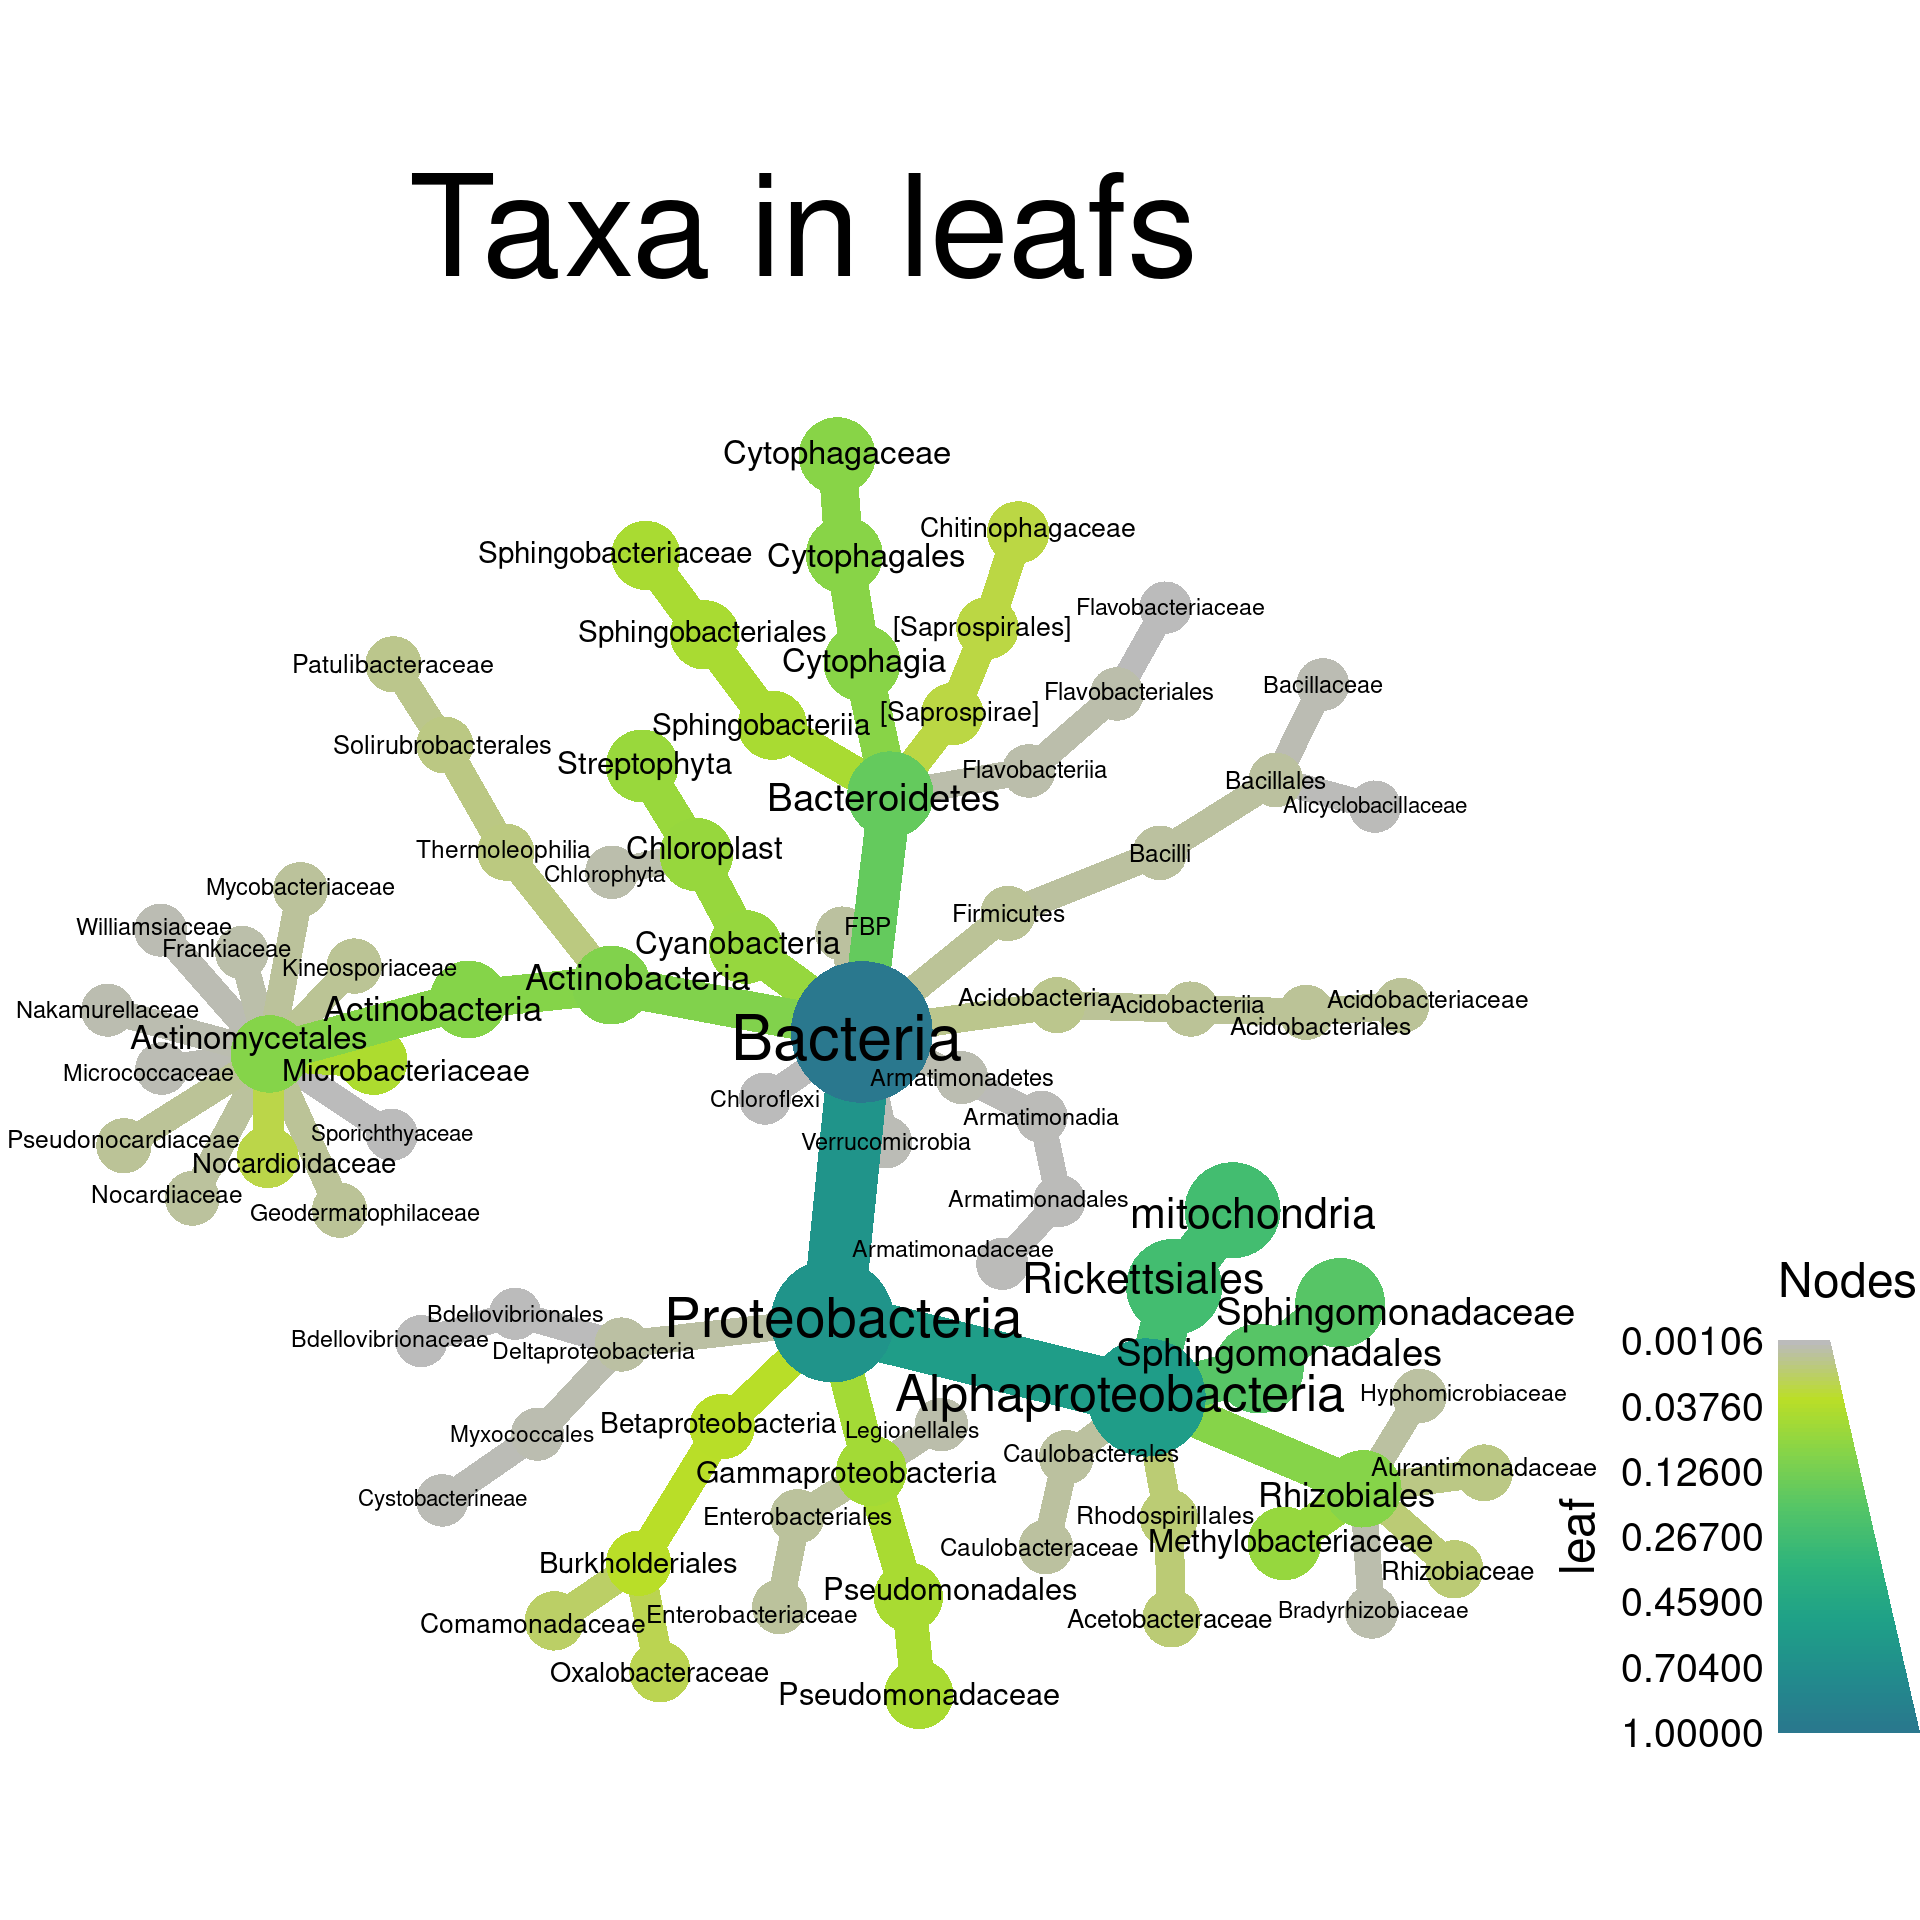 Taxa in leafs
Cytophagaceae
Chitinophagaceae
Sphingobacteriaceae
Cytophagales
Flavobacteriaceae
Sphingobacteriales
[Saprospirales]
Patulibacteraceae
Cytophagia
Flavobacteriales
Bacillaceae
Sphingobacteriia
[Saprospirae]
Solirubrobacterales
Streptophyta
Flavobacteriia
Bacillales
Bacteroidetes
Alicyclobacillaceae
Thermoleophilia
Chloroplast
Bacilli
Chlorophyta
Mycobacteriaceae
Firmicutes
Williamsiaceae
FBP
Frankiaceae
Cyanobacteria
Kineosporiaceae
Actinobacteria
Acidobacteria
Acidobacteriia
Acidobacteriaceae
Nakamurellaceae
Actinobacteria
Acidobacteriales
Actinomycetales
Bacteria
Micrococcaceae
Microbacteriaceae
Armatimonadetes
Chloroflexi
Armatimonadia
Pseudonocardiaceae
Sporichthyaceae
Verrucomicrobia
Nocardioidaceae
Nocardiaceae
Armatimonadales
Geodermatophilaceae
mitochondria
Armatimonadaceae
Rickettsiales
Bdellovibrionales
Proteobacteria
Sphingomonadaceae
Bdellovibrionaceae
Deltaproteobacteria
Sphingomonadales
Alphaproteobacteria
Hyphomicrobiaceae
Betaproteobacteria
Legionellales
Myxococcales
Caulobacterales
Gammaproteobacteria
Aurantimonadaceae
Cystobacterineae
Rhizobiales
Enterobacteriales
Rhodospirillales
Methylobacteriaceae
Caulobacteraceae
Burkholderiales
Rhizobiaceae
Pseudomonadales
Comamonadaceae
Enterobacteriaceae
Acetobacteraceae
Bradyrhizobiaceae
Oxalobacteraceae
Pseudomonadaceae
Nodes
leaf
0.00106
0.03760
0.12600
0.26700
0.45900
0.70400
1.00000